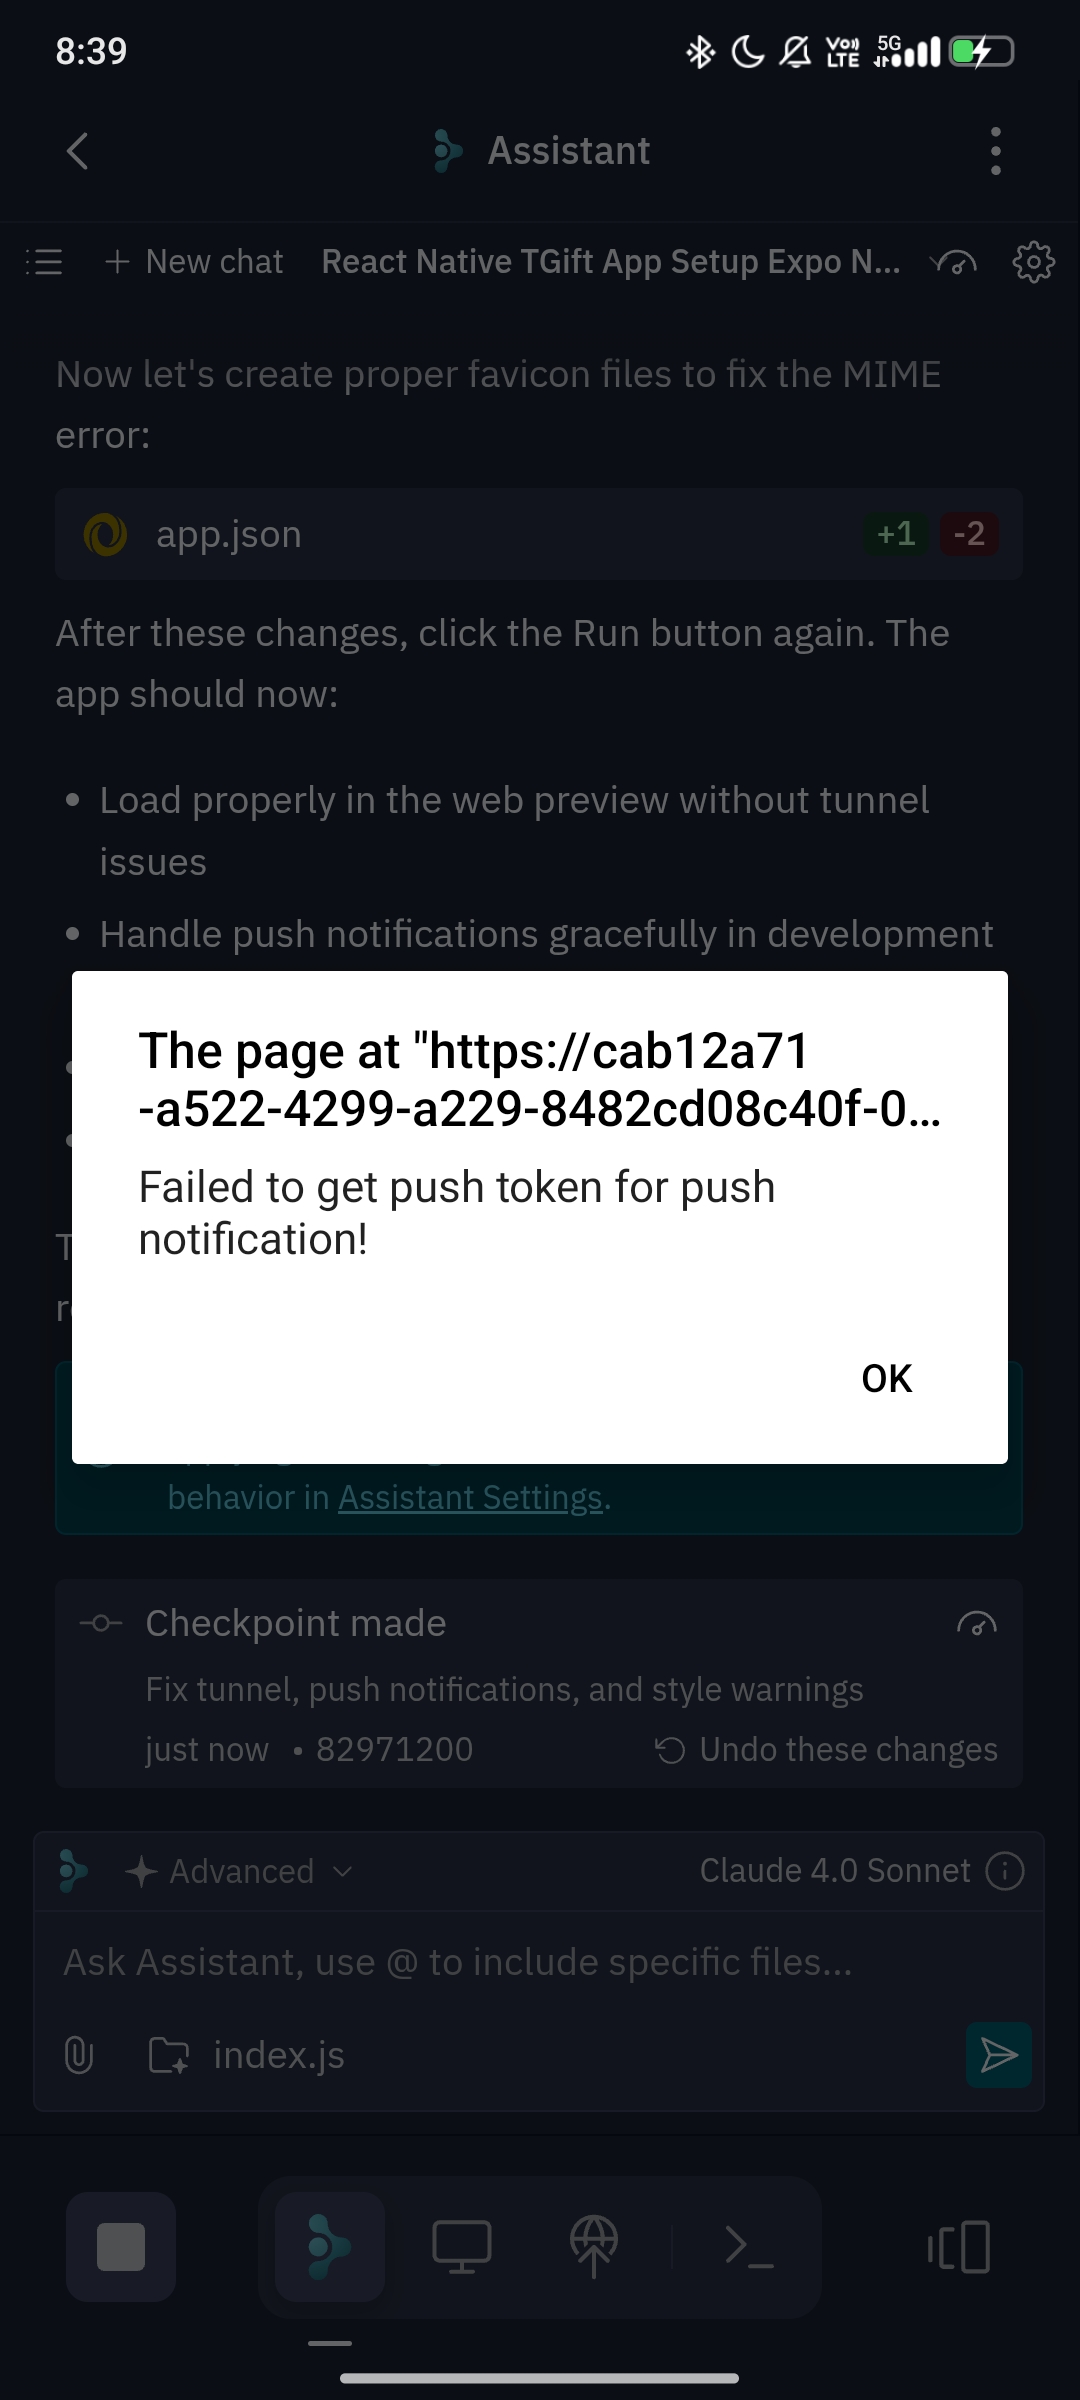 8:39
Vo)) LTE
5G
Assistant
New chat
React Native TGift App Setup Expo N...
Now let's create proper favicon files to fix the MIME
error:
app.json
+1 -2
After these changes, click the Run button again. The
app should now:
• Load properly in the web preview without tunnel
issues
• Handle push notifications gracefully in development
The page at "https://cab12a71
-a522-4299-a229-8482cd08c40f-0...
Failed to get push token for push
notification!
OK
behavior in Assistant Settings.
Checkpoint made
Fix tunnel, push notifications, and style warnings
just now • 82971200
Undo these changes
Advanced
Claude 4.0 Sonnet
Ask Assistant, use @ to include specific files...
index.js